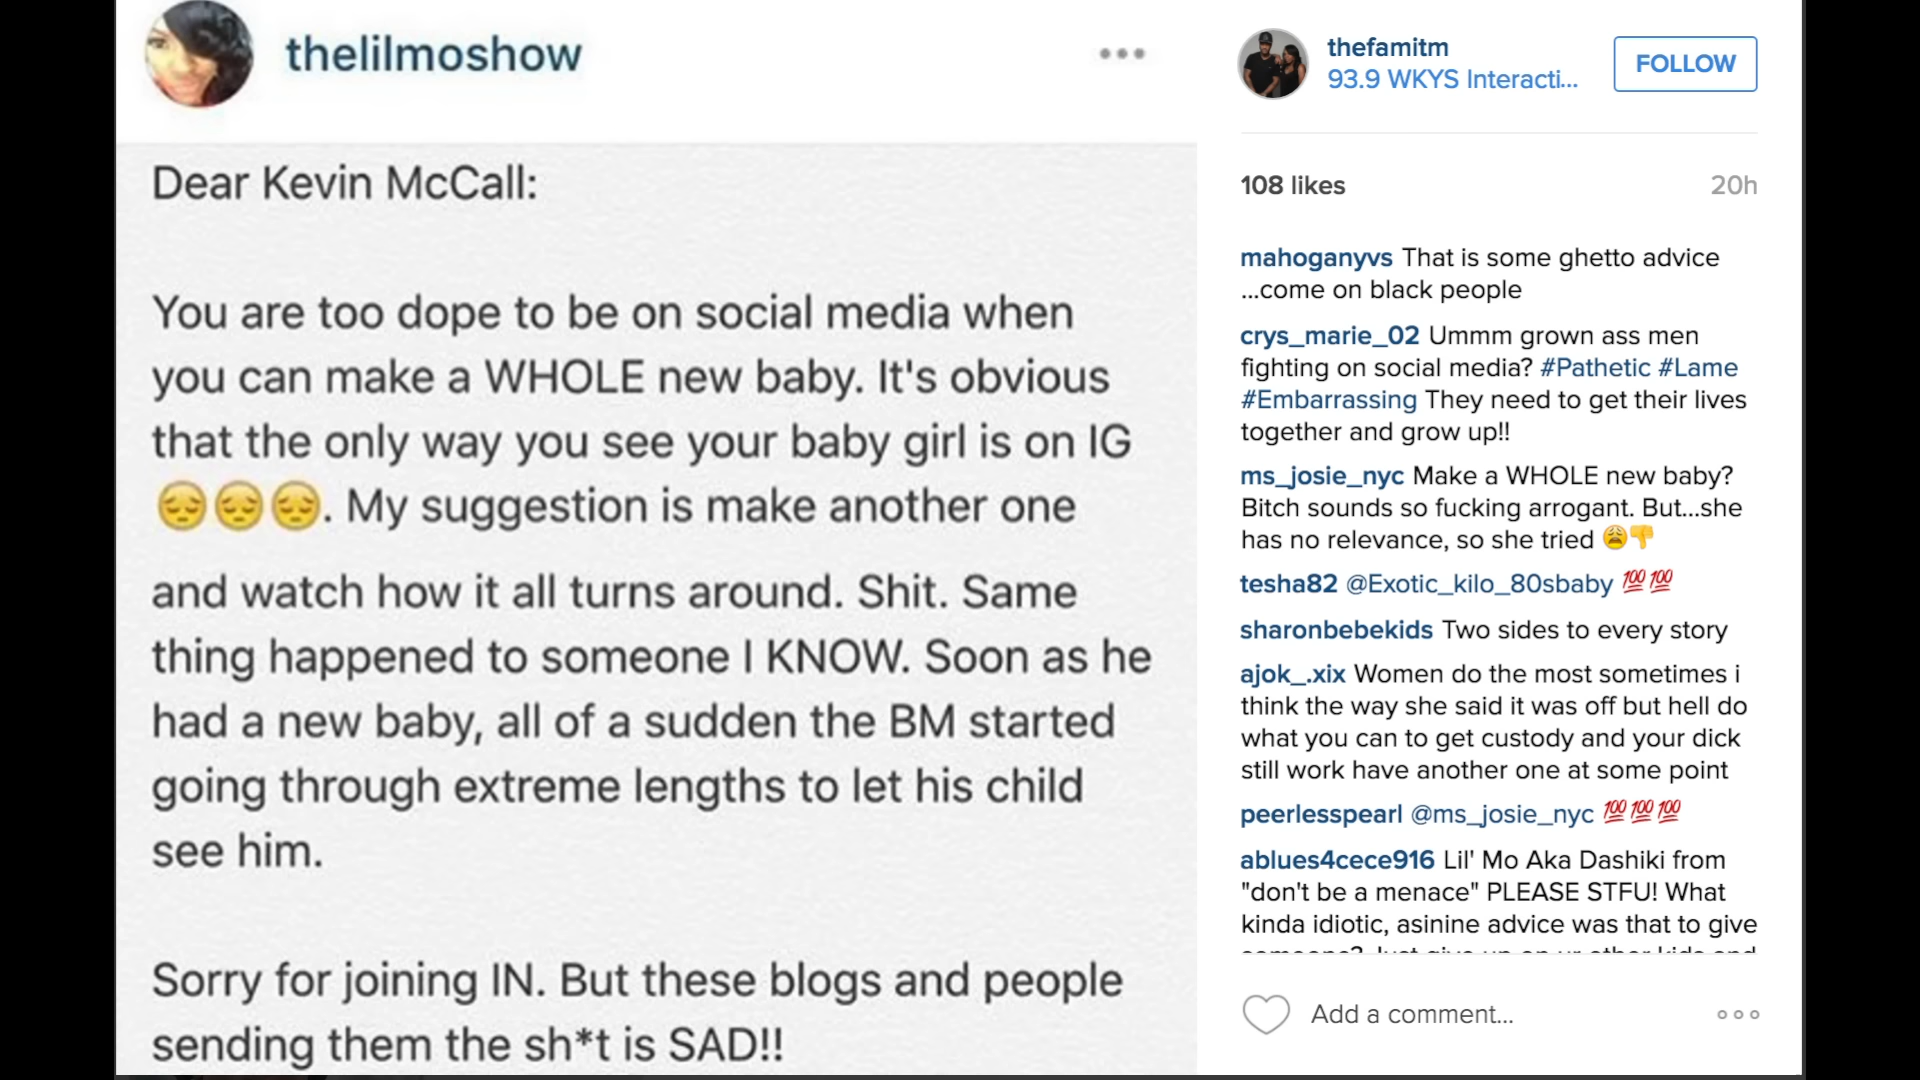 thelilmoshow
Dear Kevin McCall:
You are too dope to be on social media when
you can make a WHOLE new baby. It's obvious
that the only way you see your baby girl is on IG
😔😔😔. My suggestion is make another one
and watch how it all turns around. Shit. Same
thing happened to someone I KNOW. Soon as he
had a new baby, all of a sudden the BM started
going through extreme lengths to let his child
see him.
Sorry for joining IN. But these blogs and people
sending them the sh*t is SAD!!
thefamitm
93.9 WKYS Interacti...
FOLLOW
108 likes
20h
mahoganyvs That is some ghetto advice
...come on black people
crys_marie_02 Ummm grown ass men
fighting on social media? #Pathetic #Lame
#Embarrassing They need to get their lives
together and grow up!!
ms_josie_nyc Make a WHOLE new baby?
Bitch sounds so fucking arrogant. But...she
has no relevance, so she tried 😩👎
tesha82 @Exotic_kilo_80sbaby 💯💯
sharonbebekids Two sides to every story
ajok_.xix Women do the most sometimes i
think the way she said it was off but hell do
what you can to get custody and your dick
still work have another one at some point
peerlesspearl @ms_josie_nyc 💯💯💯
ablues4cece916 Lil' Mo Aka Dashiki from
"don't be a menace" PLEASE STFU! What
kinda idiotic, asinine advice was that to give
Add a comment...